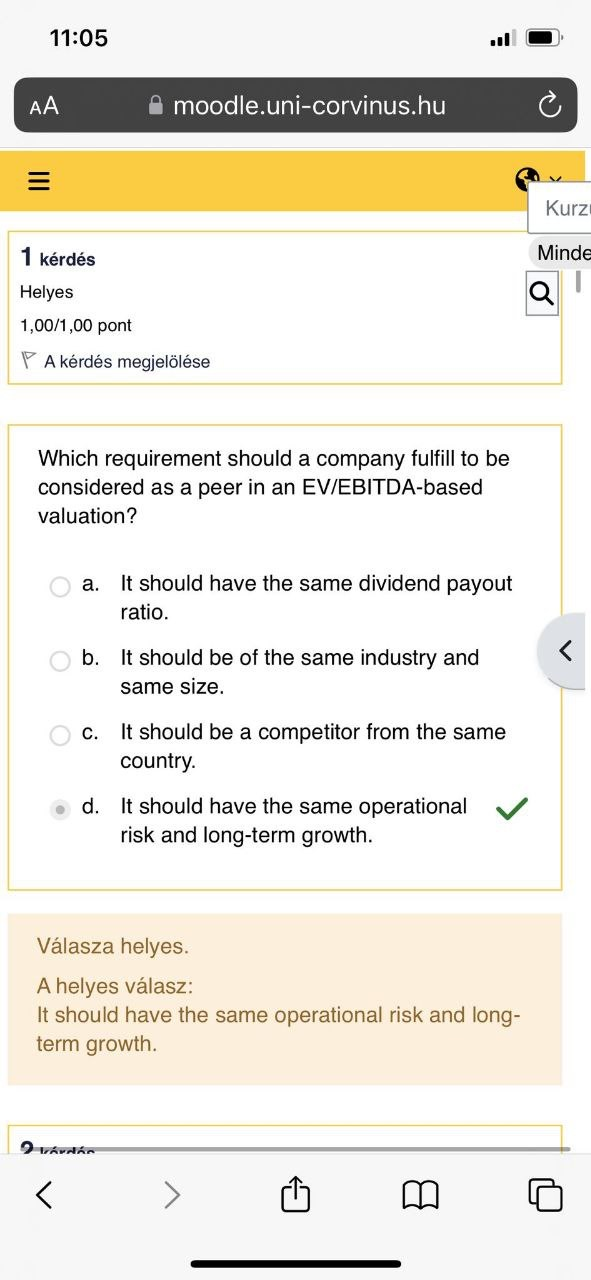 11:05
AA
moodle.uni-corvinus.hu
Kurz
Minde
1 kérdés
Helyes
1,00/1,00 pont
A kérdés megjelölése
Which requirement should a company fulfill to be
considered as a peer in an EV/EBITDA-based
valuation?
a. It should have the same dividend payout
ratio.
b. It should be of the same industry and
same size.
c. It should be a competitor from the same
country.
d. It should have the same operational
risk and long-term growth.
Válasza helyes.
A helyes válasz:
It should have the same operational risk and long-
term growth.
2 kérdés